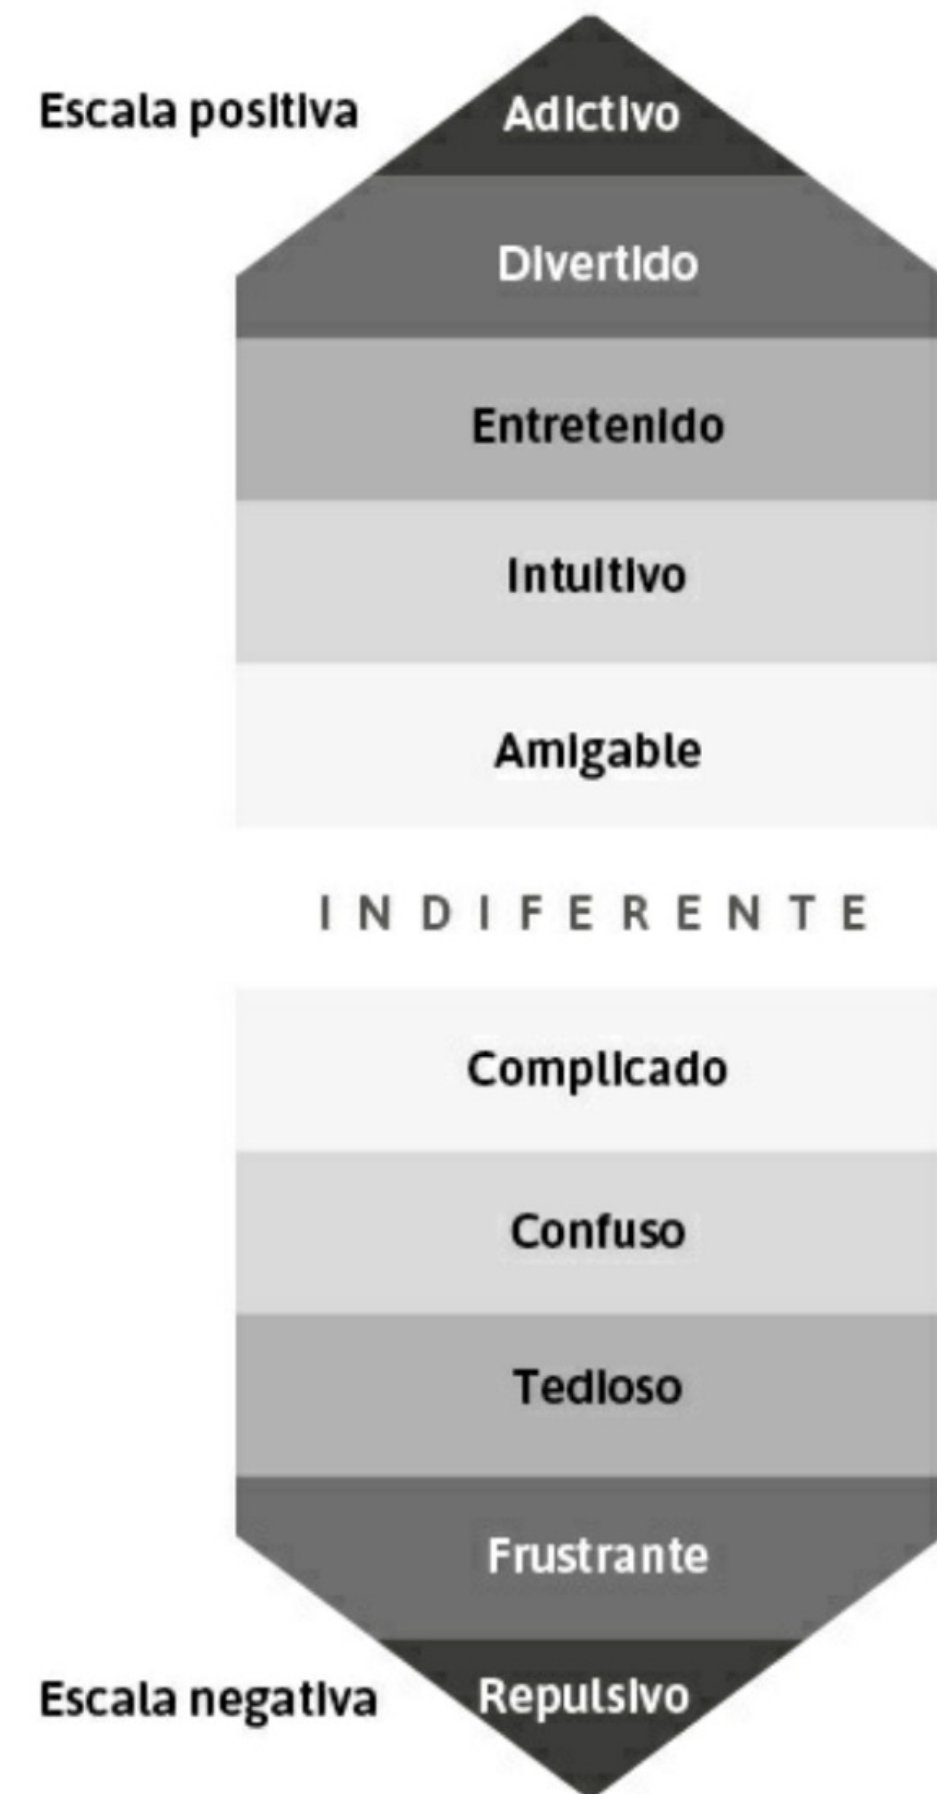 Escala positiva
Adictivo
Divertido
Entretenido
Intuitivo
Amigable
INDIFERENTE
Complicado
Confuso
Tedioso
Frustrante
Escala negativa
Repulsivo